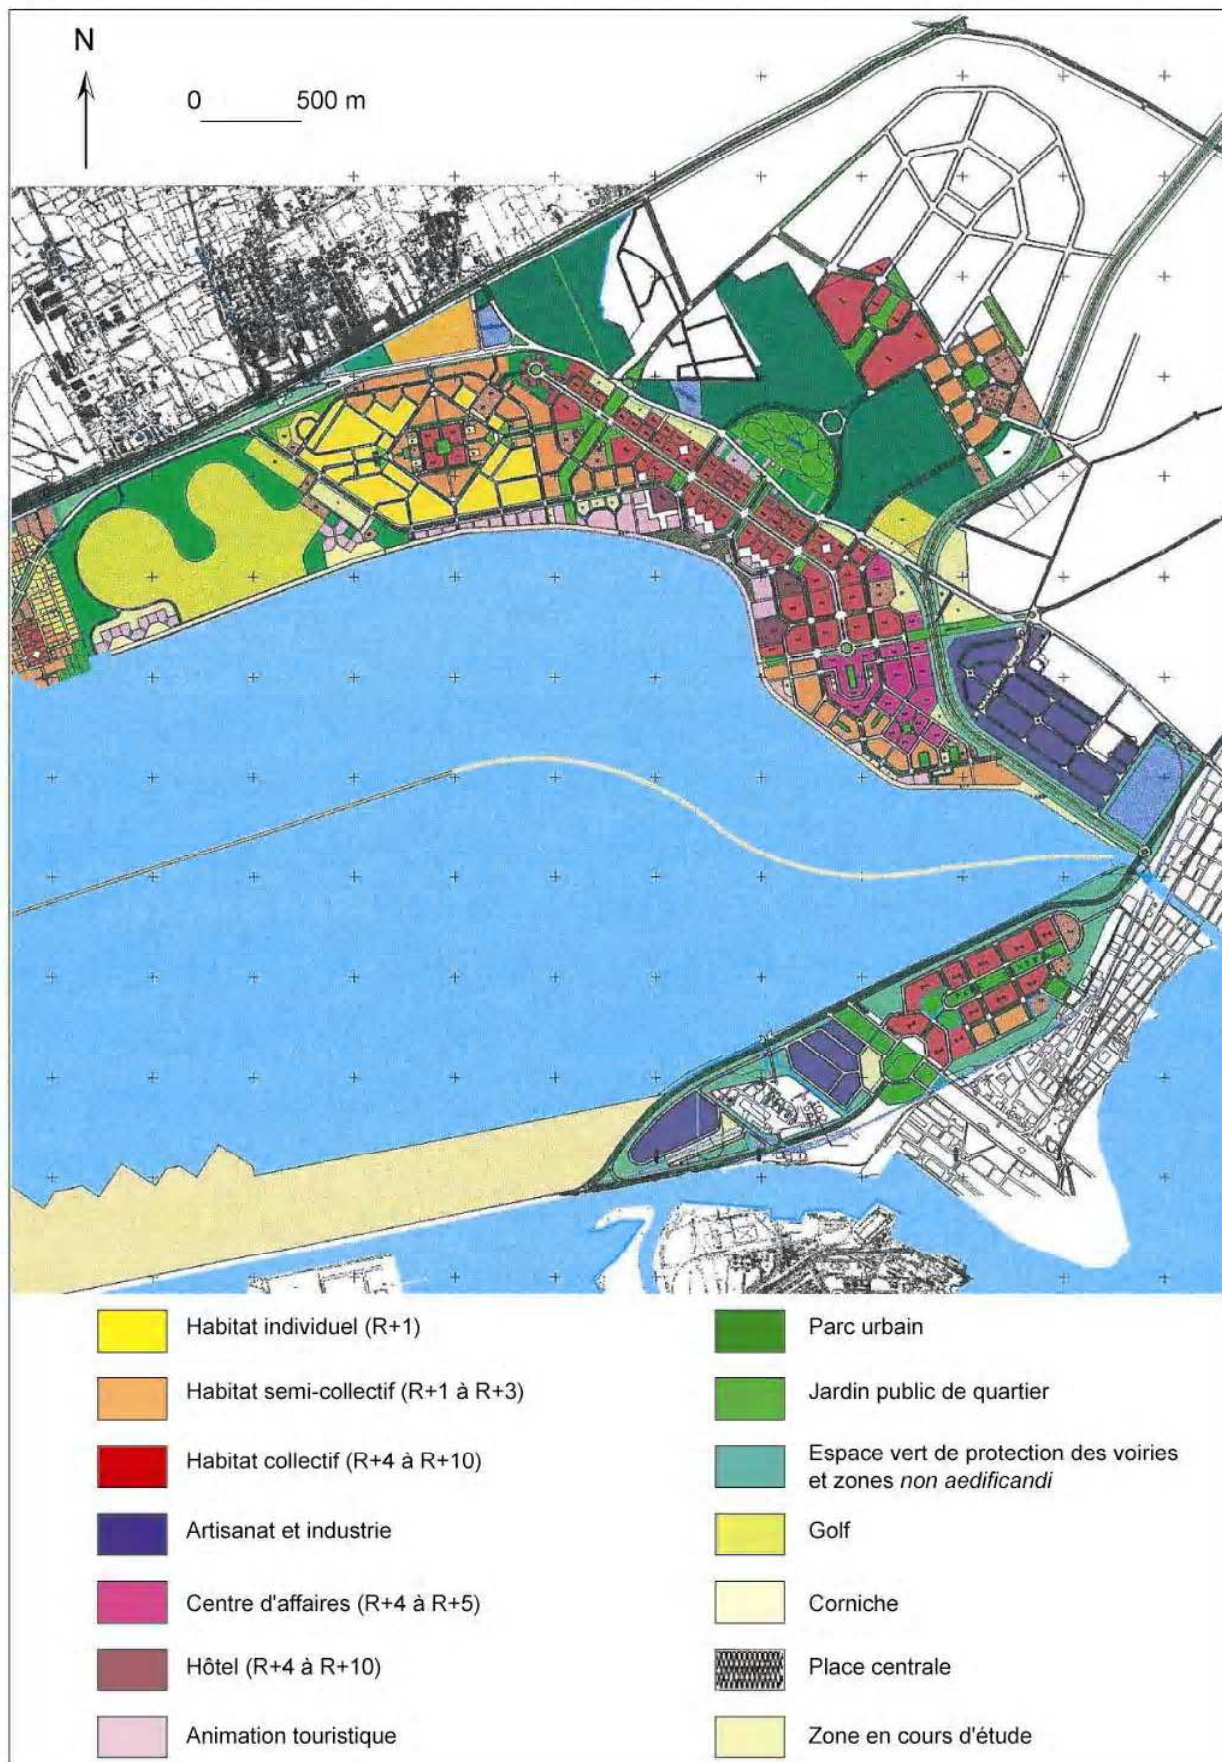 N
0 500 m
Habitat individuel (R+1)
Habitat semi-collectif (R+1 à R+3)
Habitat collectif (R+4 à R+10)
Artisanat et industrie
Centre d'affaires (R+4 à R+5)
Hôtel (R+4 à R+10)
Animation touristique
Parc urbain
Jardin public de quartier
Espace vert de protection des voiries
et zones non aedificandi
Golf
Corniche
Place centrale
Zone en cours d'étude